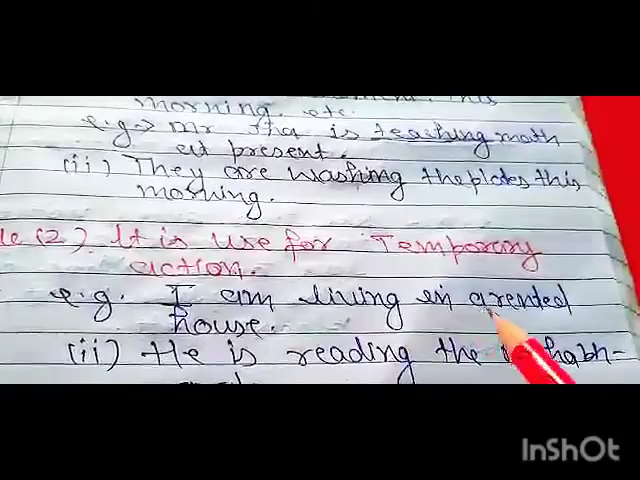 morning. etc.
e.g→ Mr Jha is teaching math
at present.
(ii) They are washing the plates this
morning.
le (2) It is use for Temporary
action.
e.g. I am living in a rented
house.
(ii) He is reading the
InShOt